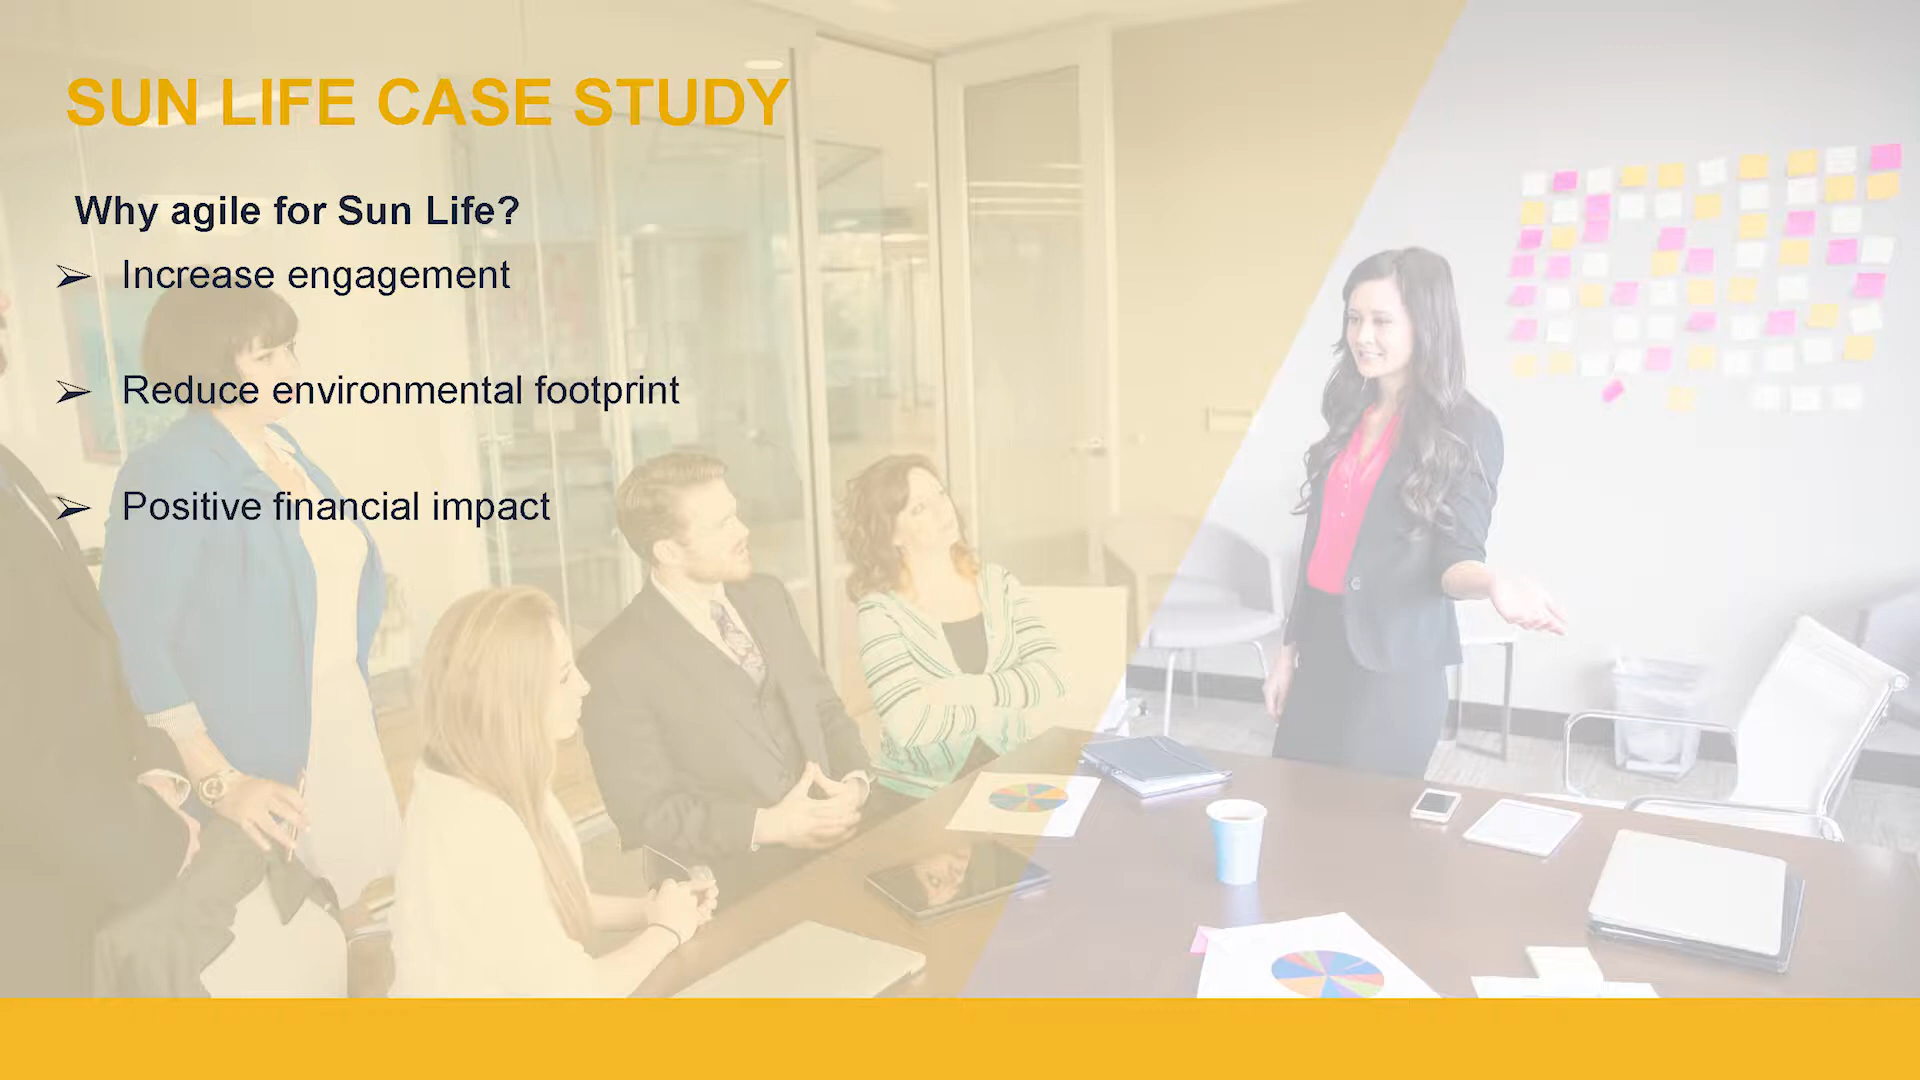 SUN LIFE CASE STUDY
Why agile for Sun Life?
➢ Increase engagement
➢ Reduce environmental footprint
➢ Positive financial impact